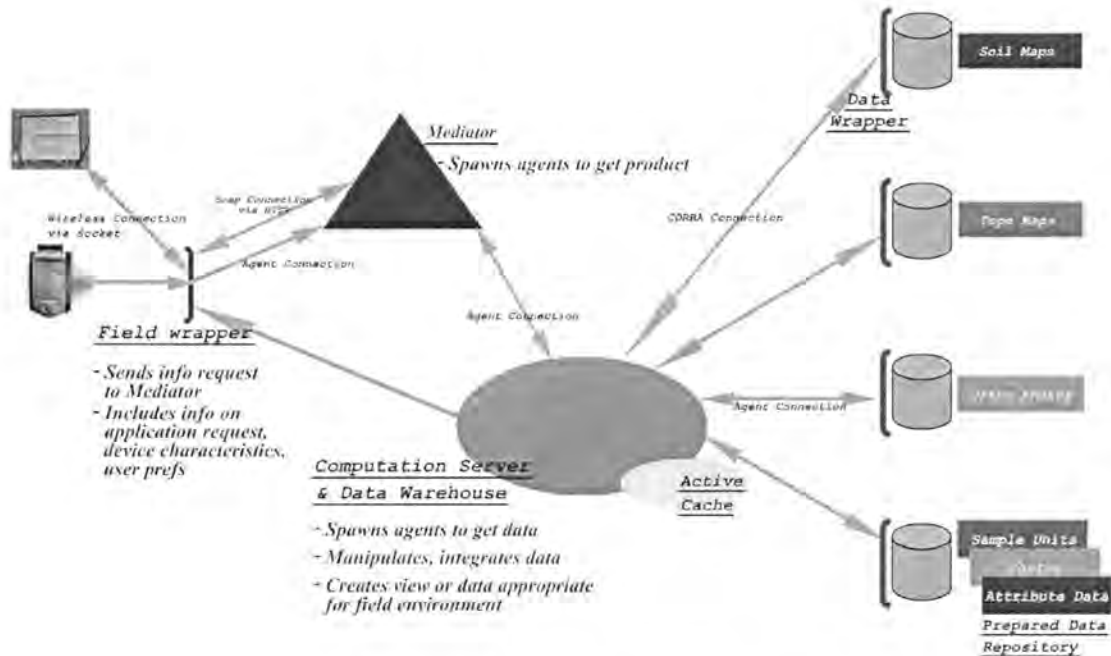 Soil Maps
Data
Wrapper
Mediator
- Spawns agents to get product
Soap Connection
via
Wireless Connection
via Socket
CORBA Connection
Topo Maps
Agent Connection
Agent Connection
Field wrapper
- Sends info request
to Mediator
- Includes info on
application request,
device characteristics,
user prefs
Agent Connection
Computation Server
& Data Warehouse
- Spawns agents to get data
- Manipulates, integrates data
- Creates view or data appropriate
for field environment
Active
Cache
Sample Units
Attribute Data
Prepared Data
Repository